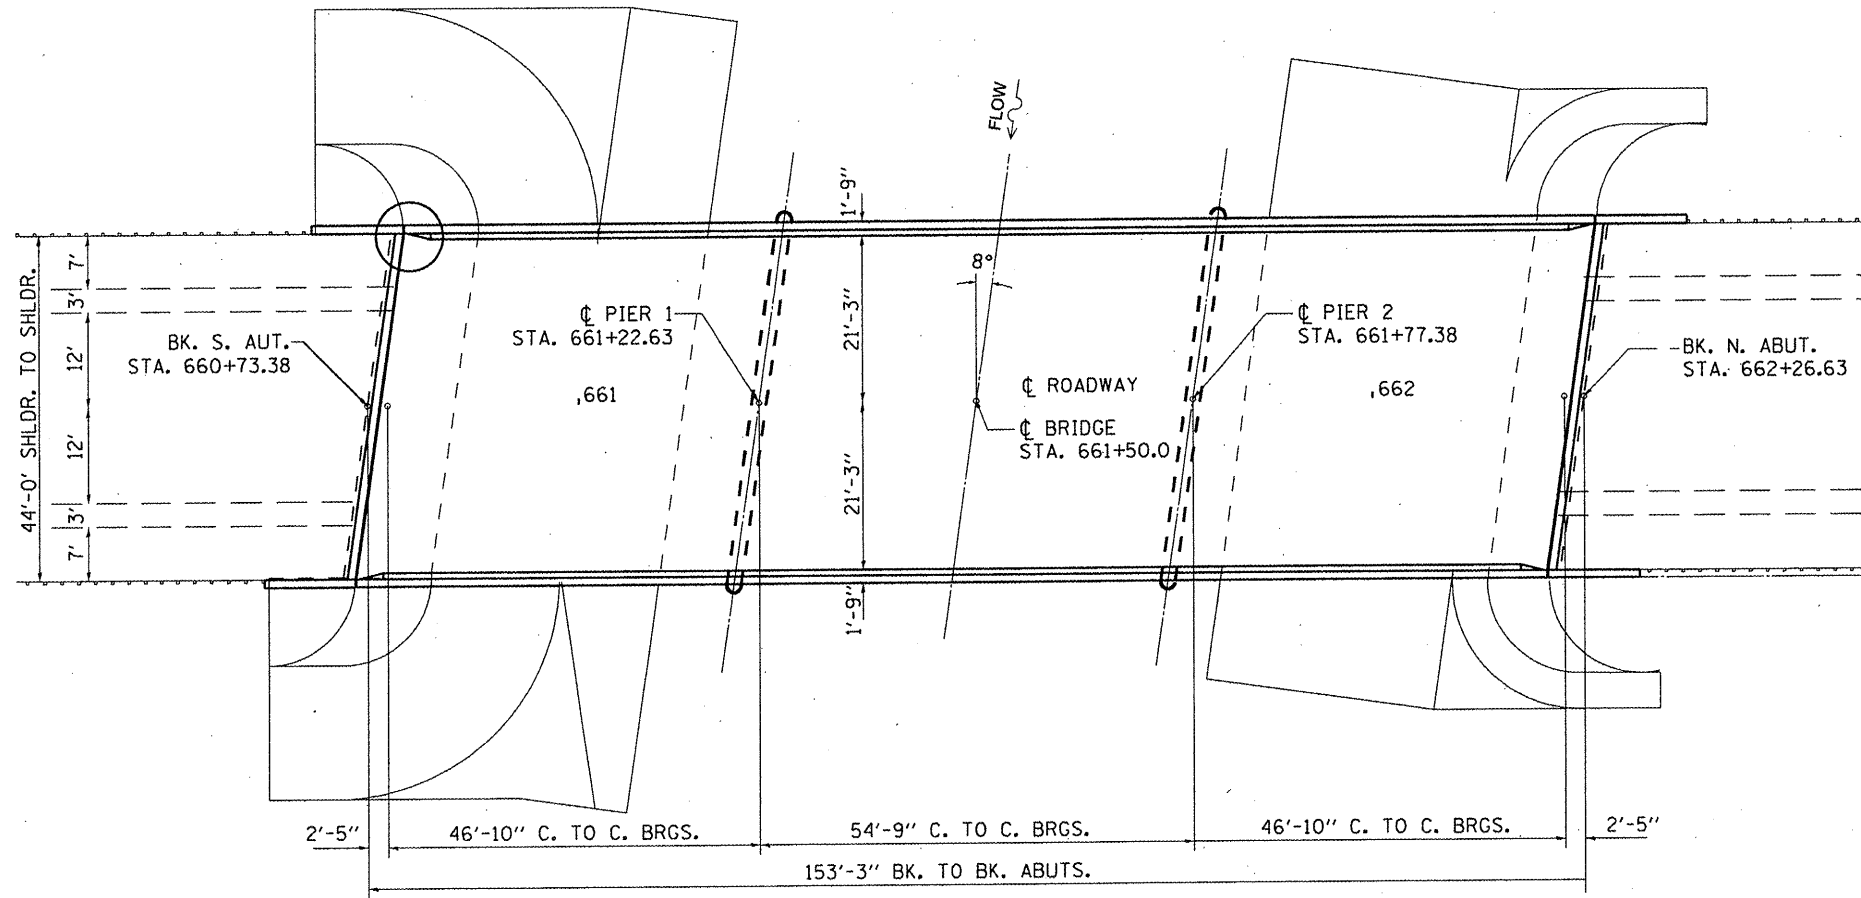 FLOW
1'-9"
44'-0' SHLDR. TO SHLDR.
7'
3'
12'
12'
3'
7'
8°
21'-3"
21'-3"
1'-9"
BK. S. AUT.
STA. 660+73.38
℄ PIER 1
STA. 661+22.63
,661
℄ ROADWAY
℄ BRIDGE
STA. 661+50.0
℄ PIER 2
STA. 661+77.38
,662
BK. N. ABUT.
STA. 662+26.63
2'-5"
46'-10" C. TO C. BRGS.
54'-9" C. TO C. BRGS.
46'-10" C. TO C. BRGS.
2'-5"
153'-3" BK. TO BK. ABUTS.